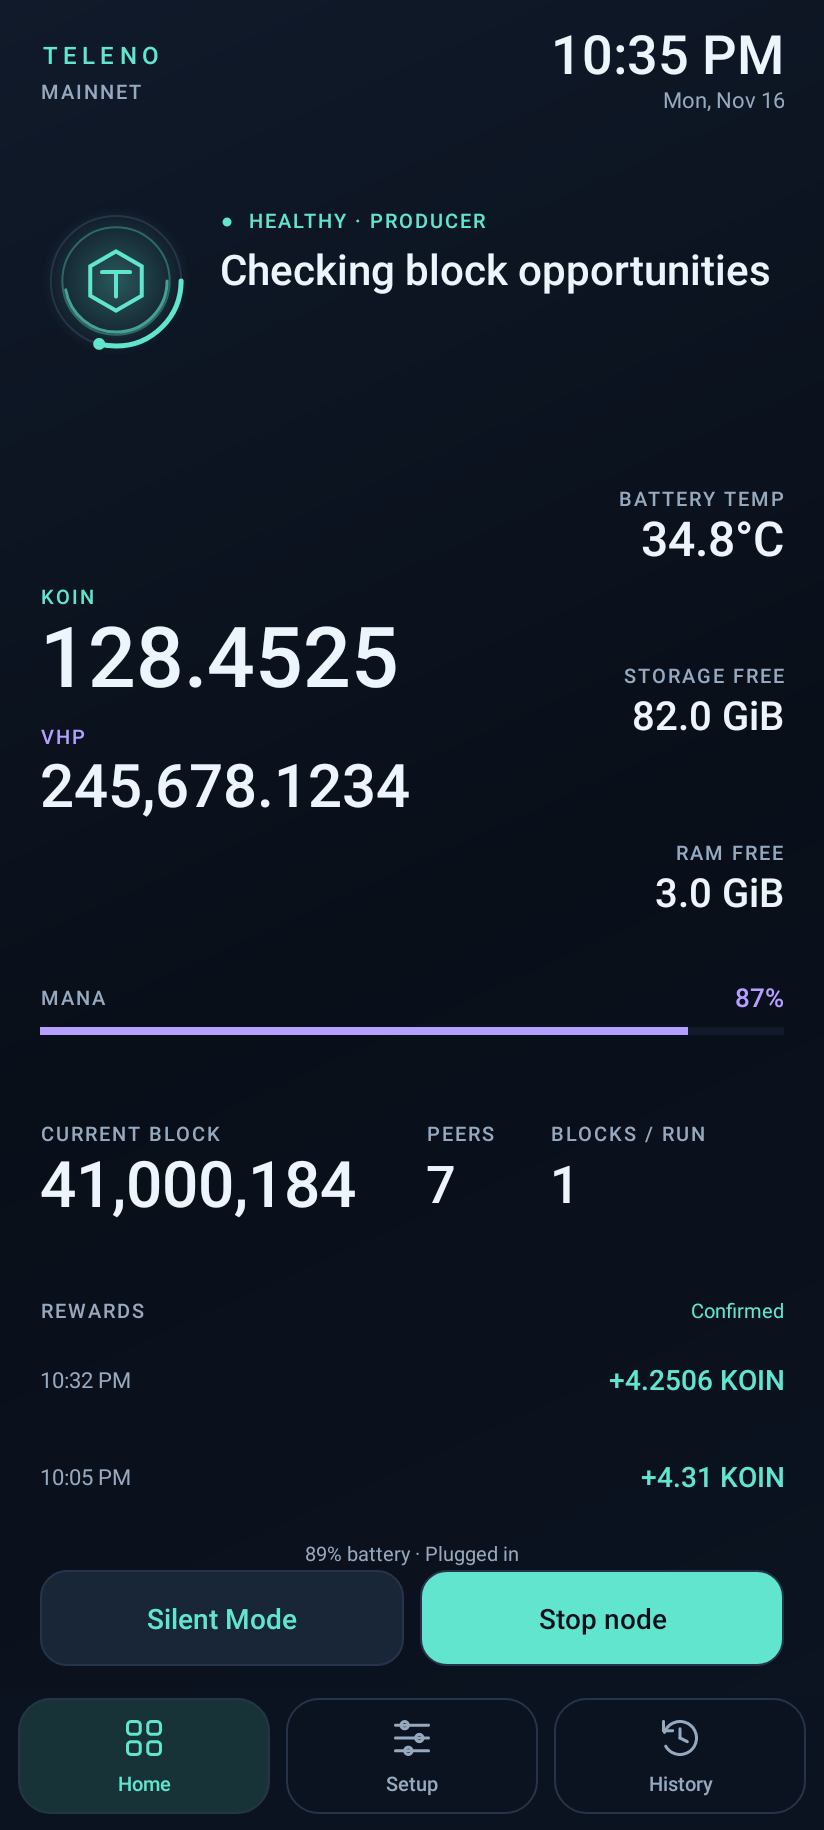 TELENO
MAINNET
10:35 PM
Mon, Nov 16
T
HEALTHY · PRODUCER
Checking block opportunities
BATTERY TEMP
34.8°C
KOIN
128.4525
STORAGE FREE
82.0 GiB
VHP
245,678.1234
RAM FREE
3.0 GiB
MANA 87%
CURRENT BLOCK PEERS BLOCKS / RUN
41,000,184 7 1
REWARDS Confirmed
10:32 PM +4.2506 KOIN
10:05 PM +4.31 KOIN
89% battery · Plugged in
Silent Mode Stop node
Home Setup History